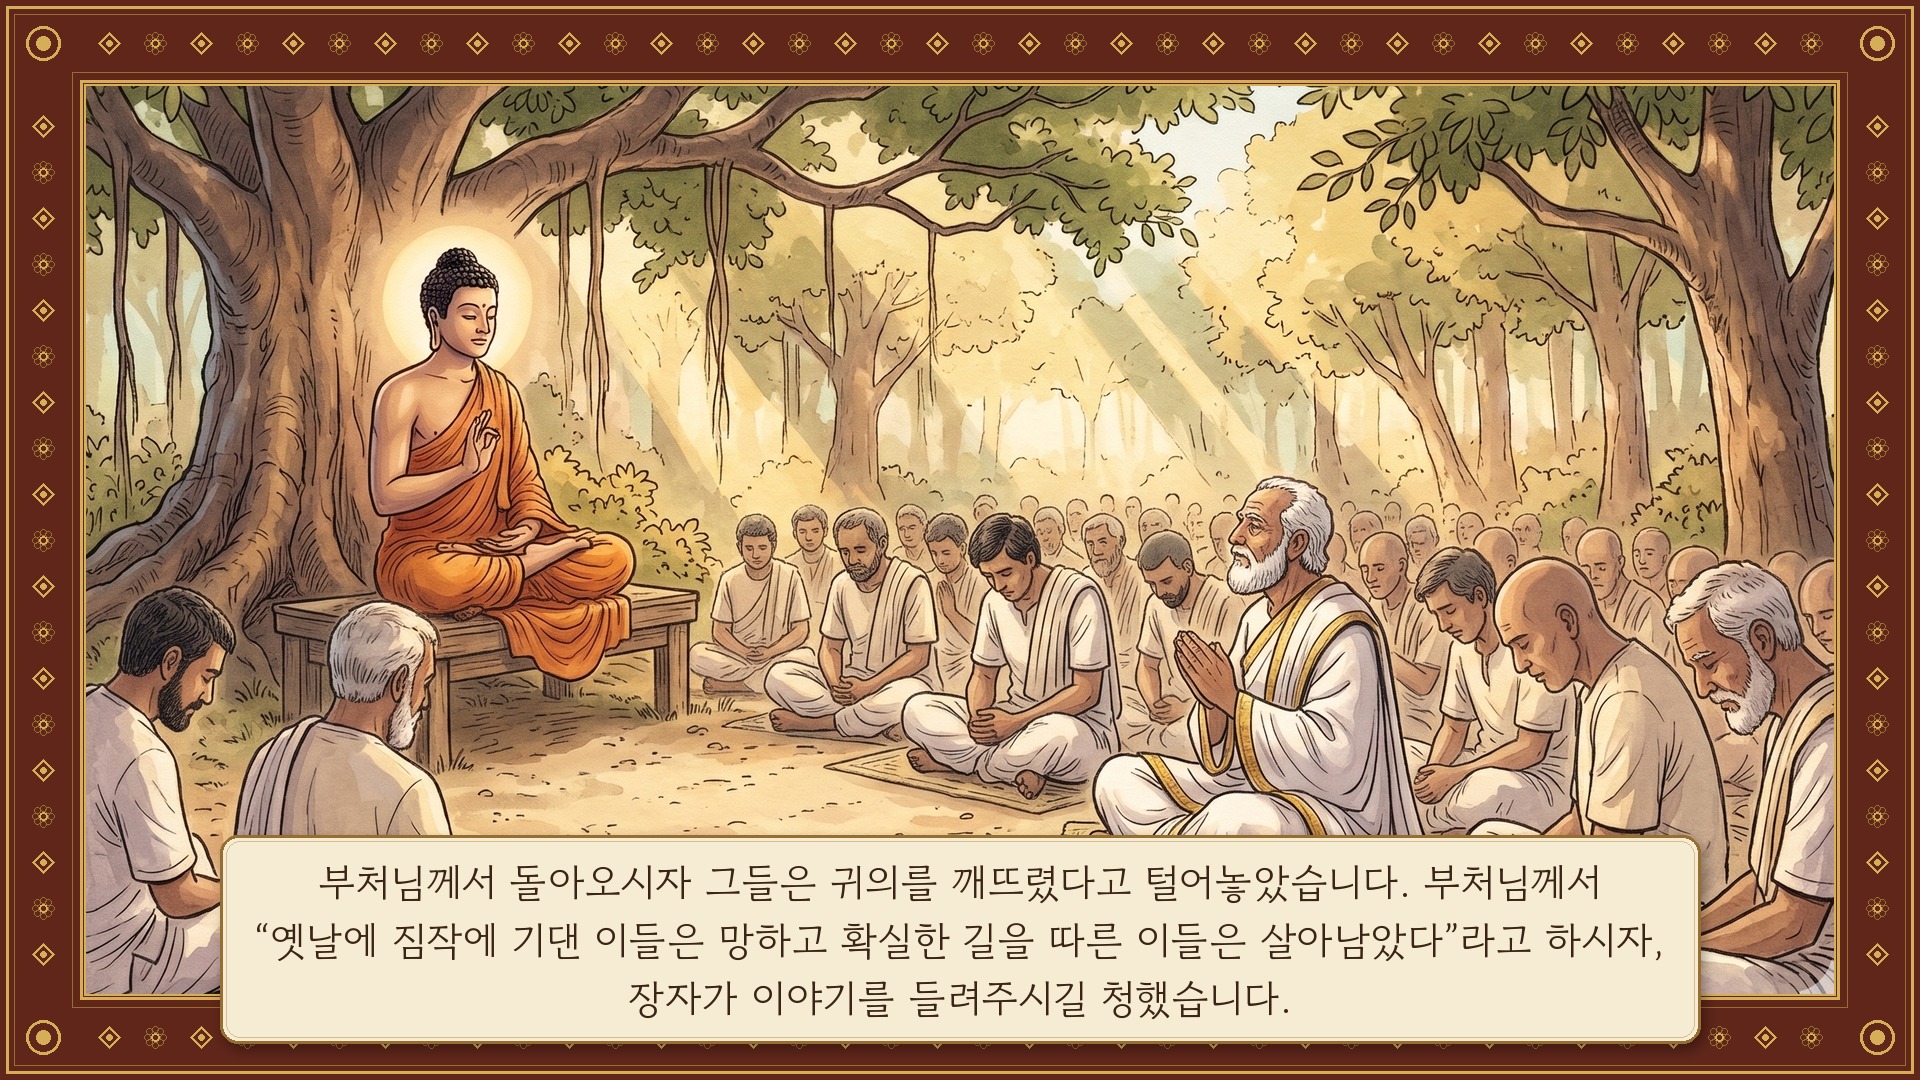 부처님께서 돌아오시자 그들은 귀의를 깨뜨렸다고 털어놓았습니다. 부처님께서
“옛날에 짐작에 기댄 이들은 망하고 확실한 길을 따른 이들은 살아남았다”라고 하시자,
장자가 이야기를 들려주시길 청했습니다.